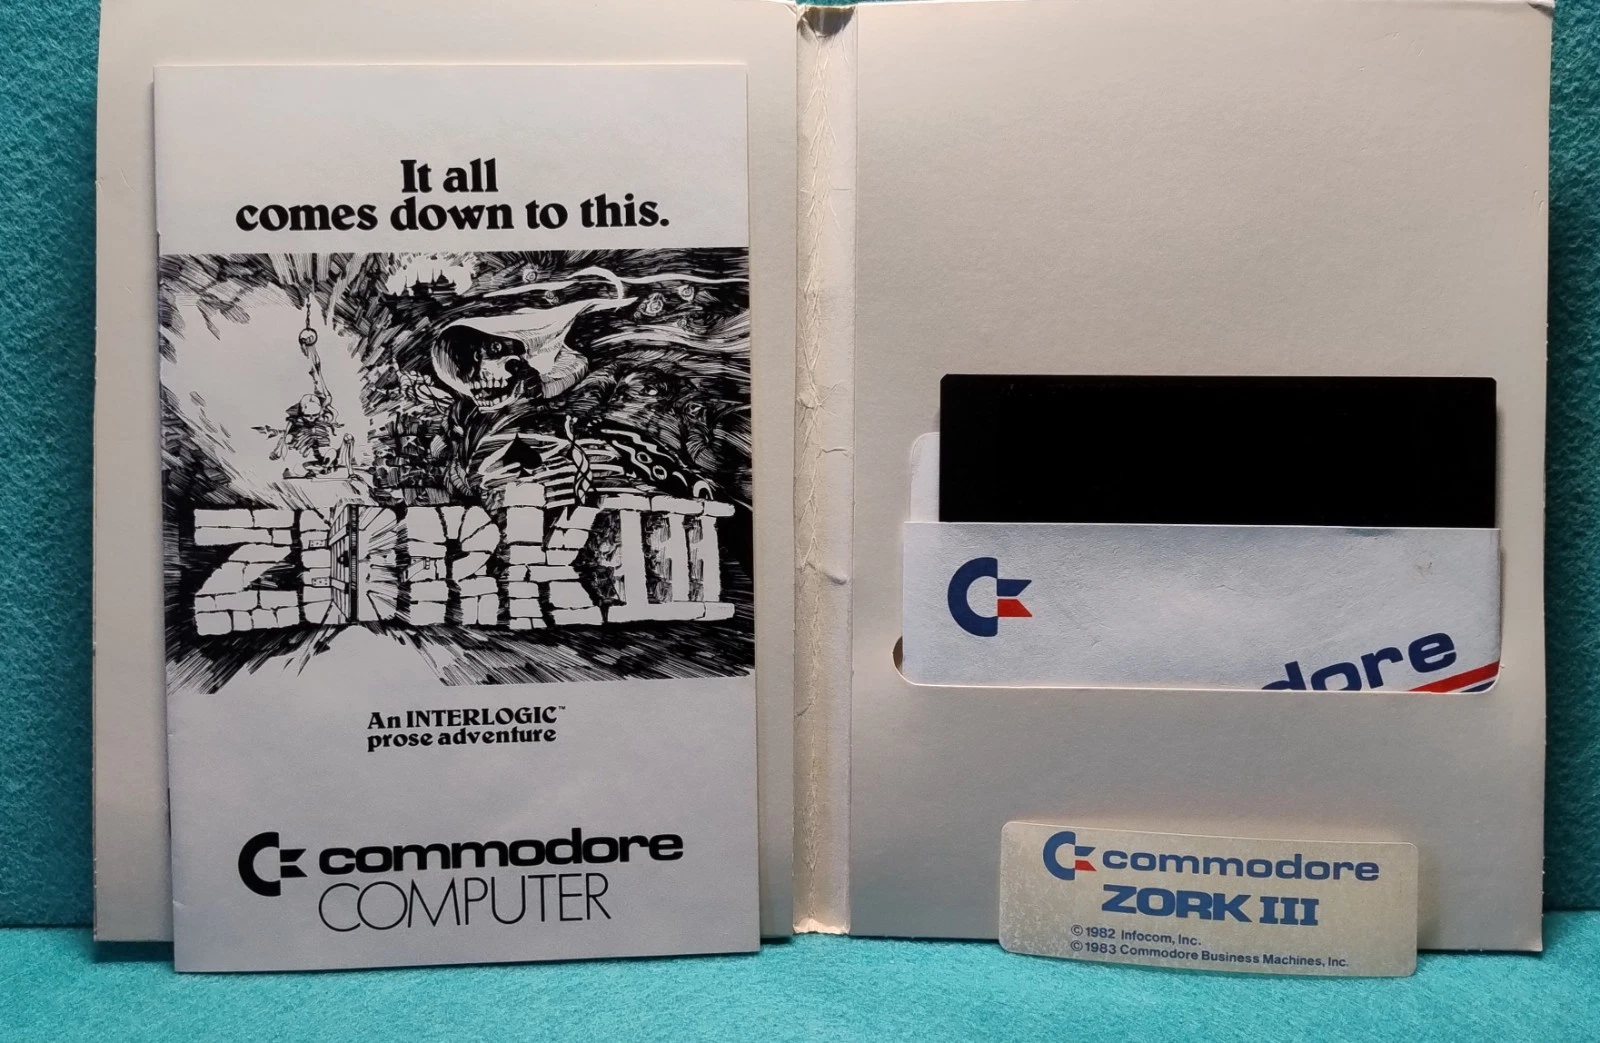 It all
comes down to this.
ZORK III
An INTERLOGIC™
prose adventure
commodore
COMPUTER
dore
commodore
ZORK III
© 1982 Infocom, Inc.
© 1983 Commodore Business Machines, Inc.